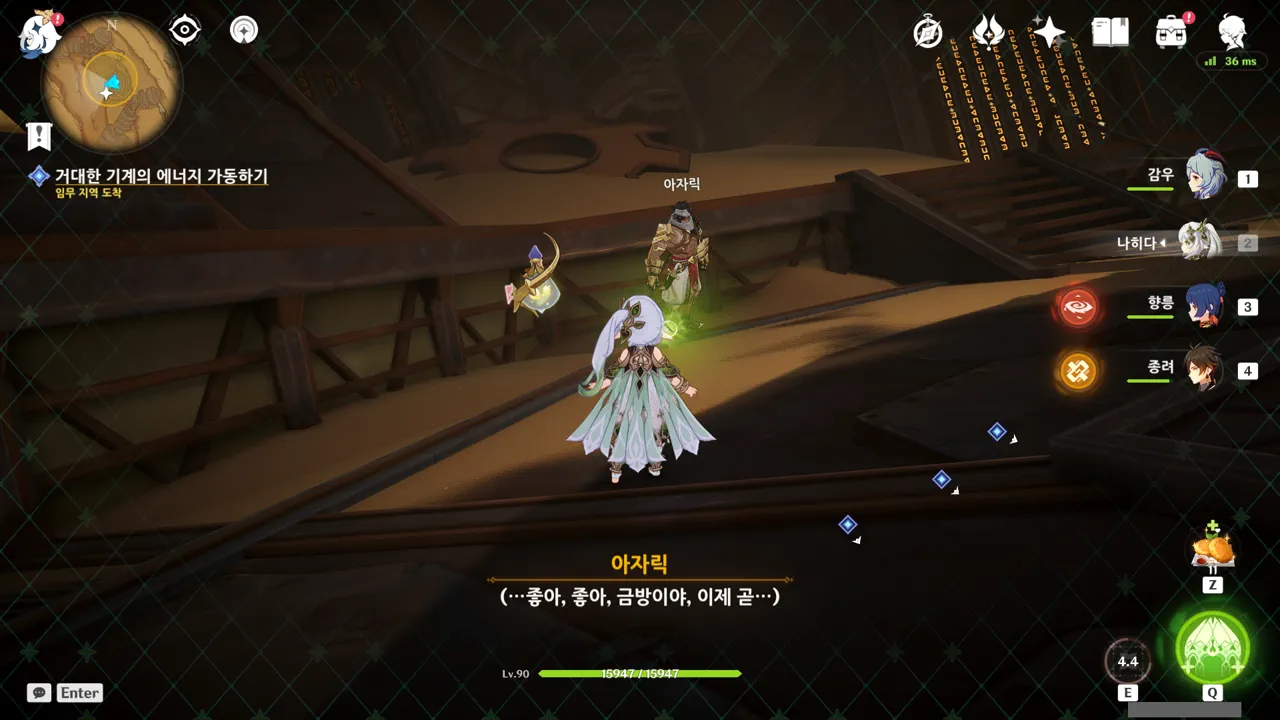 N
36 ms
거대한 기계의 에너지 가동하기
임무 지역 도착
아자릭
감우
1
나히다
2
향릉
3
종려
4
아자릭
(…좋아, 좋아, 금방이야, 이제 곧…)
Z
4.4
E
Q
Lv.90
15947 / 15947
Enter